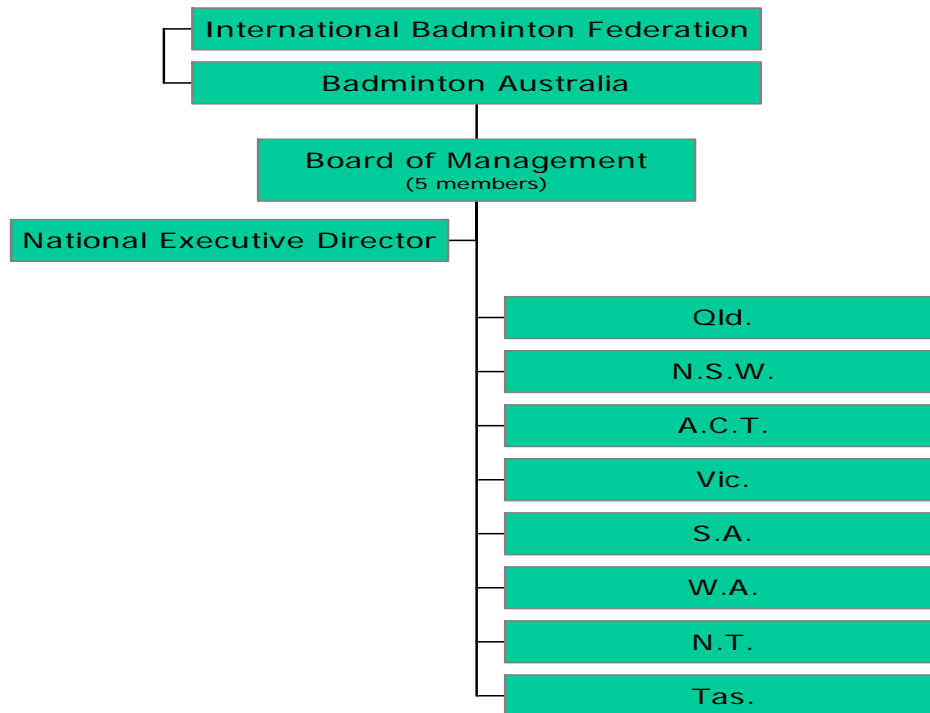 International Badminton Federation
Badminton Australia
Board of Management
(5 members)
National Executive Director
Qld.
N.S.W.
A.C.T.
Vic.
S.A.
W.A.
N.T.
Tas.